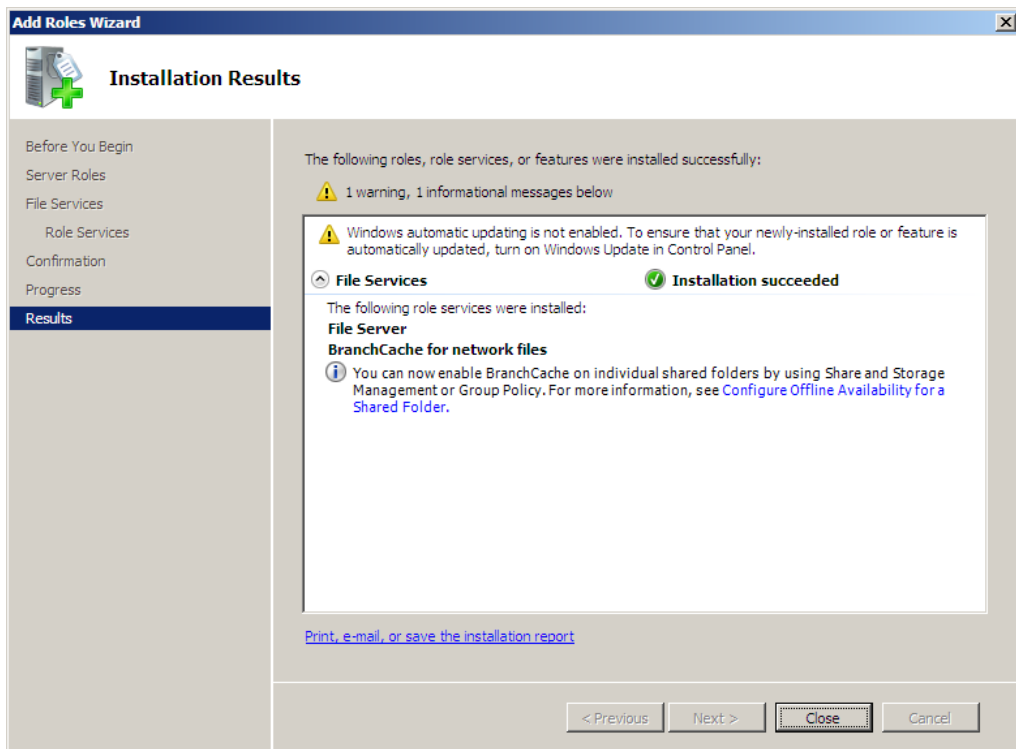 Add Roles Wizard
Installation Results
Before You Begin
Server Roles
File Services
Role Services
Confirmation
Progress
Results
The following roles, role services, or features were installed successfully:
1 warning, 1 informational messages below
Windows automatic updating is not enabled. To ensure that your newly-installed role or feature is
automatically updated, turn on Windows Update in Control Panel.
File Services Installation succeeded
The following role services were installed:
File Server
BranchCache for network files
You can now enable BranchCache on individual shared folders by using Share and Storage
Management or Group Policy. For more information, see Configure Offline Availability for a
Shared Folder.
Print, e-mail, or save the installation report
< Previous Next > Close Cancel